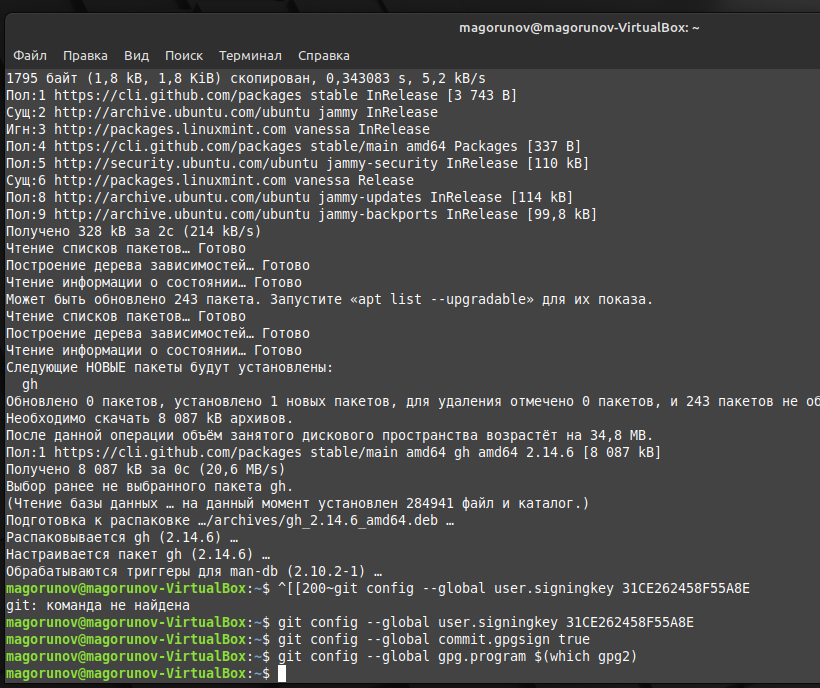 magorunov@magorunov-VirtualBox: ~
Файл Правка Вид Поиск Терминал Справка
1795 байт (1,8 kB, 1,8 KiB) скопирован, 0,343083 s, 5,2 kB/s
Пол:1 https://cli.github.com/packages stable InRelease [3 743 B]
Сущ:2 http://archive.ubuntu.com/ubuntu jammy InRelease
Игн:3 http://packages.linuxmint.com vanessa InRelease
Пол:4 https://cli.github.com/packages stable/main amd64 Packages [337 B]
Пол:5 http://security.ubuntu.com/ubuntu jammy-security InRelease [110 kB]
Сущ:6 http://packages.linuxmint.com vanessa Release
Пол:8 http://archive.ubuntu.com/ubuntu jammy-updates InRelease [114 kB]
Пол:9 http://archive.ubuntu.com/ubuntu jammy-backports InRelease [99,8 kB]
Получено 328 kB за 2с (214 kB/s)
Чтение списков пакетов… Готово
Построение дерева зависимостей… Готово
Чтение информации о состоянии… Готово
Может быть обновлено 243 пакета. Запустите «apt list --upgradable» для их показа.
Чтение списков пакетов… Готово
Построение дерева зависимостей… Готово
Чтение информации о состоянии… Готово
Следующие НОВЫЕ пакеты будут установлены:
  gh
Обновлено 0 пакетов, установлено 1 новых пакетов, для удаления отмечено 0 пакетов, и 243 пакетов не об
Необходимо скачать 8 087 kB архивов.
После данной операции объём занятого дискового пространства возрастёт на 34,8 MB.
Пол:1 https://cli.github.com/packages stable/main amd64 gh amd64 2.14.6 [8 087 kB]
Получено 8 087 kB за 0с (20,6 MB/s)
Выбор ранее не выбранного пакета gh.
(Чтение базы данных … на данный момент установлен 284941 файл и каталог.)
Подготовка к распаковке …/archives/gh_2.14.6_amd64.deb …
Распаковывается gh (2.14.6) …
Настраивается пакет gh (2.14.6) …
Обрабатываются триггеры для man-db (2.10.2-1) …
magorunov@magorunov-VirtualBox:~$ ^[[200~git config --global user.signingkey 31CE262458F55A8E
git: команда не найдена
magorunov@magorunov-VirtualBox:~$ git config --global user.signingkey 31CE262458F55A8E
magorunov@magorunov-VirtualBox:~$ git config --global commit.gpgsign true
magorunov@magorunov-VirtualBox:~$ git config --global gpg.program $(which gpg2)
magorunov@magorunov-VirtualBox:~$